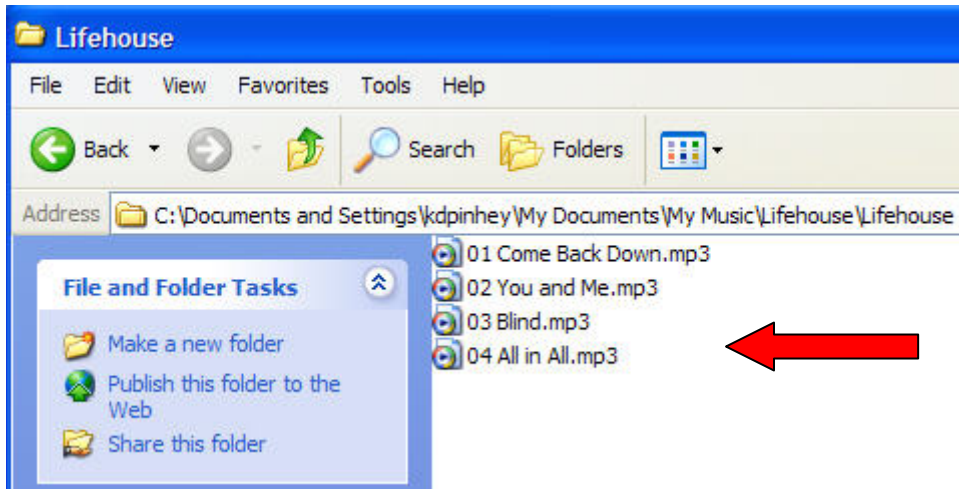 Lifehouse
File Edit View Favorites Tools Help
Back Search Folders
Address C:\Documents and Settings\kdpinhey\My Documents\My Music\Lifehouse\Lifehouse
File and Folder Tasks
Make a new folder
Publish this folder to the
Web
Share this folder
01 Come Back Down.mp3
02 You and Me.mp3
03 Blind.mp3
04 All in All.mp3